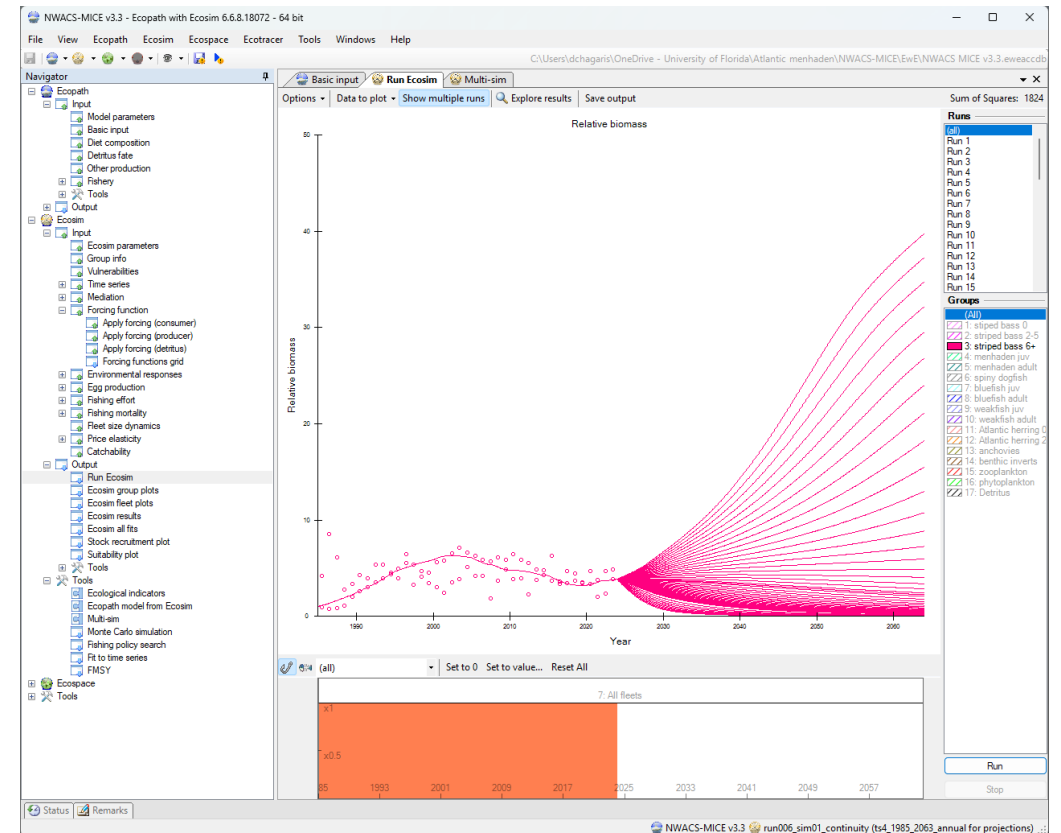 NWACS-MICE v3.3 - Ecopath with Ecosim 6.6.8.18072 - 64 bit
File View Ecopath Ecosim Ecospace Ecotracer Tools Windows Help
C:\Users\dchagaris\OneDrive - University of Florida\Atlantic menhaden\NWACS-MICE\EwE\NWACS MICE v3.3.eweaccdb
Navigator
Ecopath
Input
Model parameters
Basic input
Diet composition
Detritus fate
Other production
Fishery
Tools
Output
Ecosim
Input
Ecosim parameters
Group info
Vulnerabilities
Time series
Mediation
Forcing function
Apply forcing (consumer)
Apply forcing (producer)
Apply forcing (detritus)
Forcing functions grid
Environmental responses
Egg production
Fishing effort
Fishing mortality
Fleet size dynamics
Price elasticity
Catchability
Output
Run Ecosim
Ecosim group plots
Ecosim fleet plots
Ecosim results
Ecosim all fits
Stock recruitment plot
Suitability plot
Tools
Tools
Ecological indicators
Ecopath model from Ecosim
Multi-sim
Monte Carlo simulation
Fishing policy search
Fit to time series
FMSY
Ecospace
Tools
Basic input Run Ecosim Multi-sim
Options Data to plot Show multiple runs Explore results Save output Sum of Squares: 1824
Relative biomass
50
40
30
20
10
0
Relative biomass
1990 2000 2010 2020 2030 2040 2050 2060
Year
(all) Set to 0 Set to value... Reset All
7: All fleets
x1
x0.5
85 1993 2001 2009 2017 2025 2033 2041 2049 2057
Runs
(all)
Run 1
Run 2
Run 3
Run 4
Run 5
Run 6
Run 7
Run 8
Run 9
Run 10
Run 11
Run 12
Run 13
Run 14
Run 15
Groups
(All)
1: striped bass 0
2: striped bass 2-5
3: striped bass 6+
4: menhaden juv
5: menhaden adult
6: spiny dogfish
7: bluefish juv
8: bluefish adult
9: weakfish juv
10: weakfish adult
11: Atlantic herring 0
12: Atlantic herring 2
13: anchovies
14: benthic inverts
15: zooplankton
16: phytoplankton
17: Detritus
Run
Stop
Status Remarks
NWACS-MICE v3.3 run006_sim01_continuity (ts4_1985_2063_annual for projections)